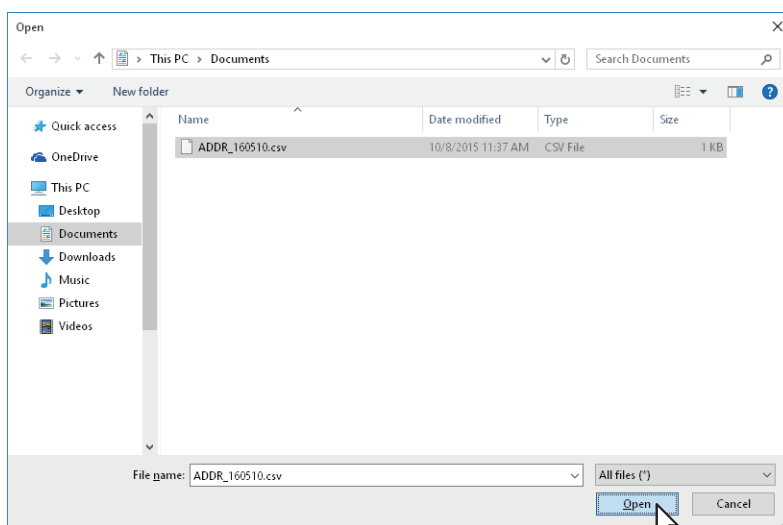 Open
This PC > Documents
Search Documents
Organize
New folder
Name
Date modified
Type
Size
ADDR_160510.csv
10/8/2015 11:37 AM
CSV File
1 KB
Quick access
OneDrive
This PC
Desktop
Documents
Downloads
Music
Pictures
Videos
File name: ADDR_160510.csv
All files (*)
Open
Cancel